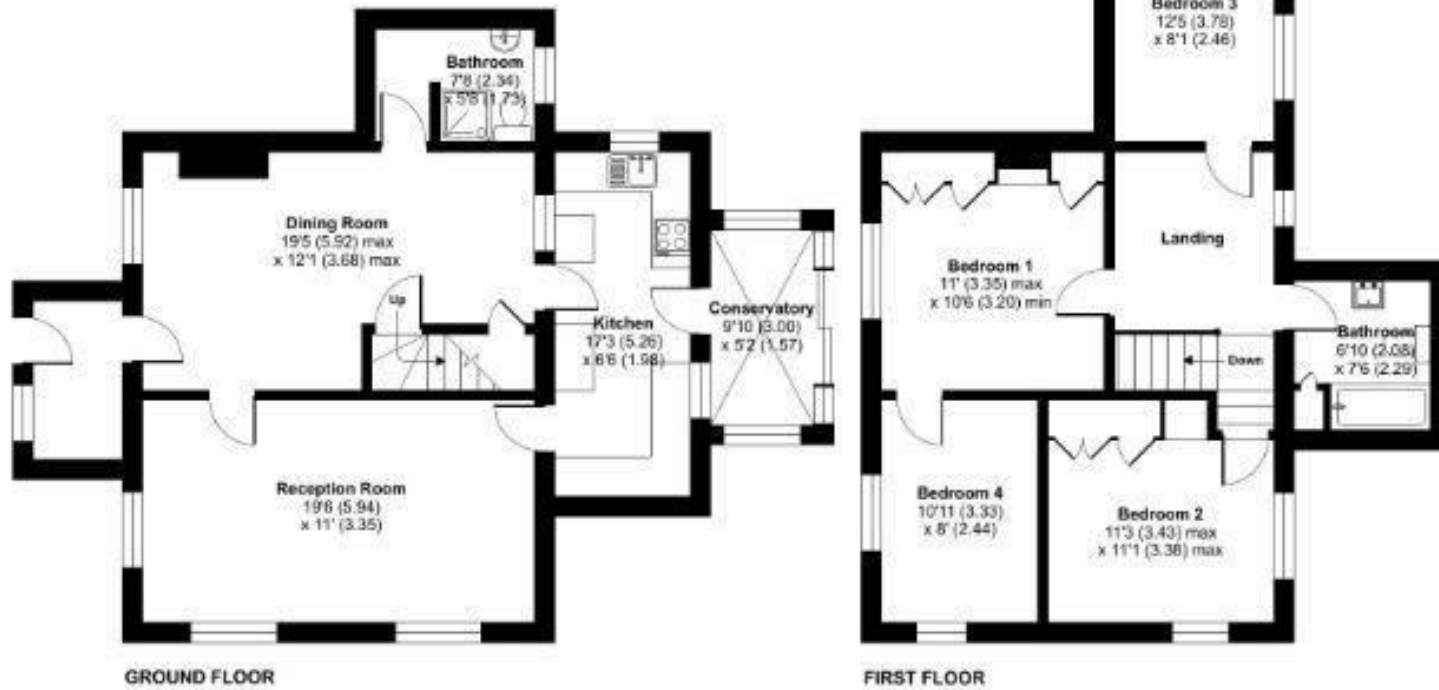 Bathroom
7'8 (2.34)
x 5'8 (1.73)
Dining Room
19'5 (5.92) max
x 12'1 (3.68) max
Up
Kitchen
17'3 (5.26)
x 6'6 (1.98)
Conservatory
9'10 (3.00)
x 5'2 (1.57)
Reception Room
19'6 (5.94)
x 11' (3.35)
GROUND FLOOR
Bedroom 3
12'5 (3.78)
x 8'1 (2.46)
Landing
Bedroom 1
11' (3.35) max
x 10'6 (3.20) min
Down
Bathroom
6'10 (2.08)
x 7'6 (2.29)
Bedroom 4
10'11 (3.33)
x 8' (2.44)
Bedroom 2
11'3 (3.43) max
x 11'1 (3.38) max
FIRST FLOOR